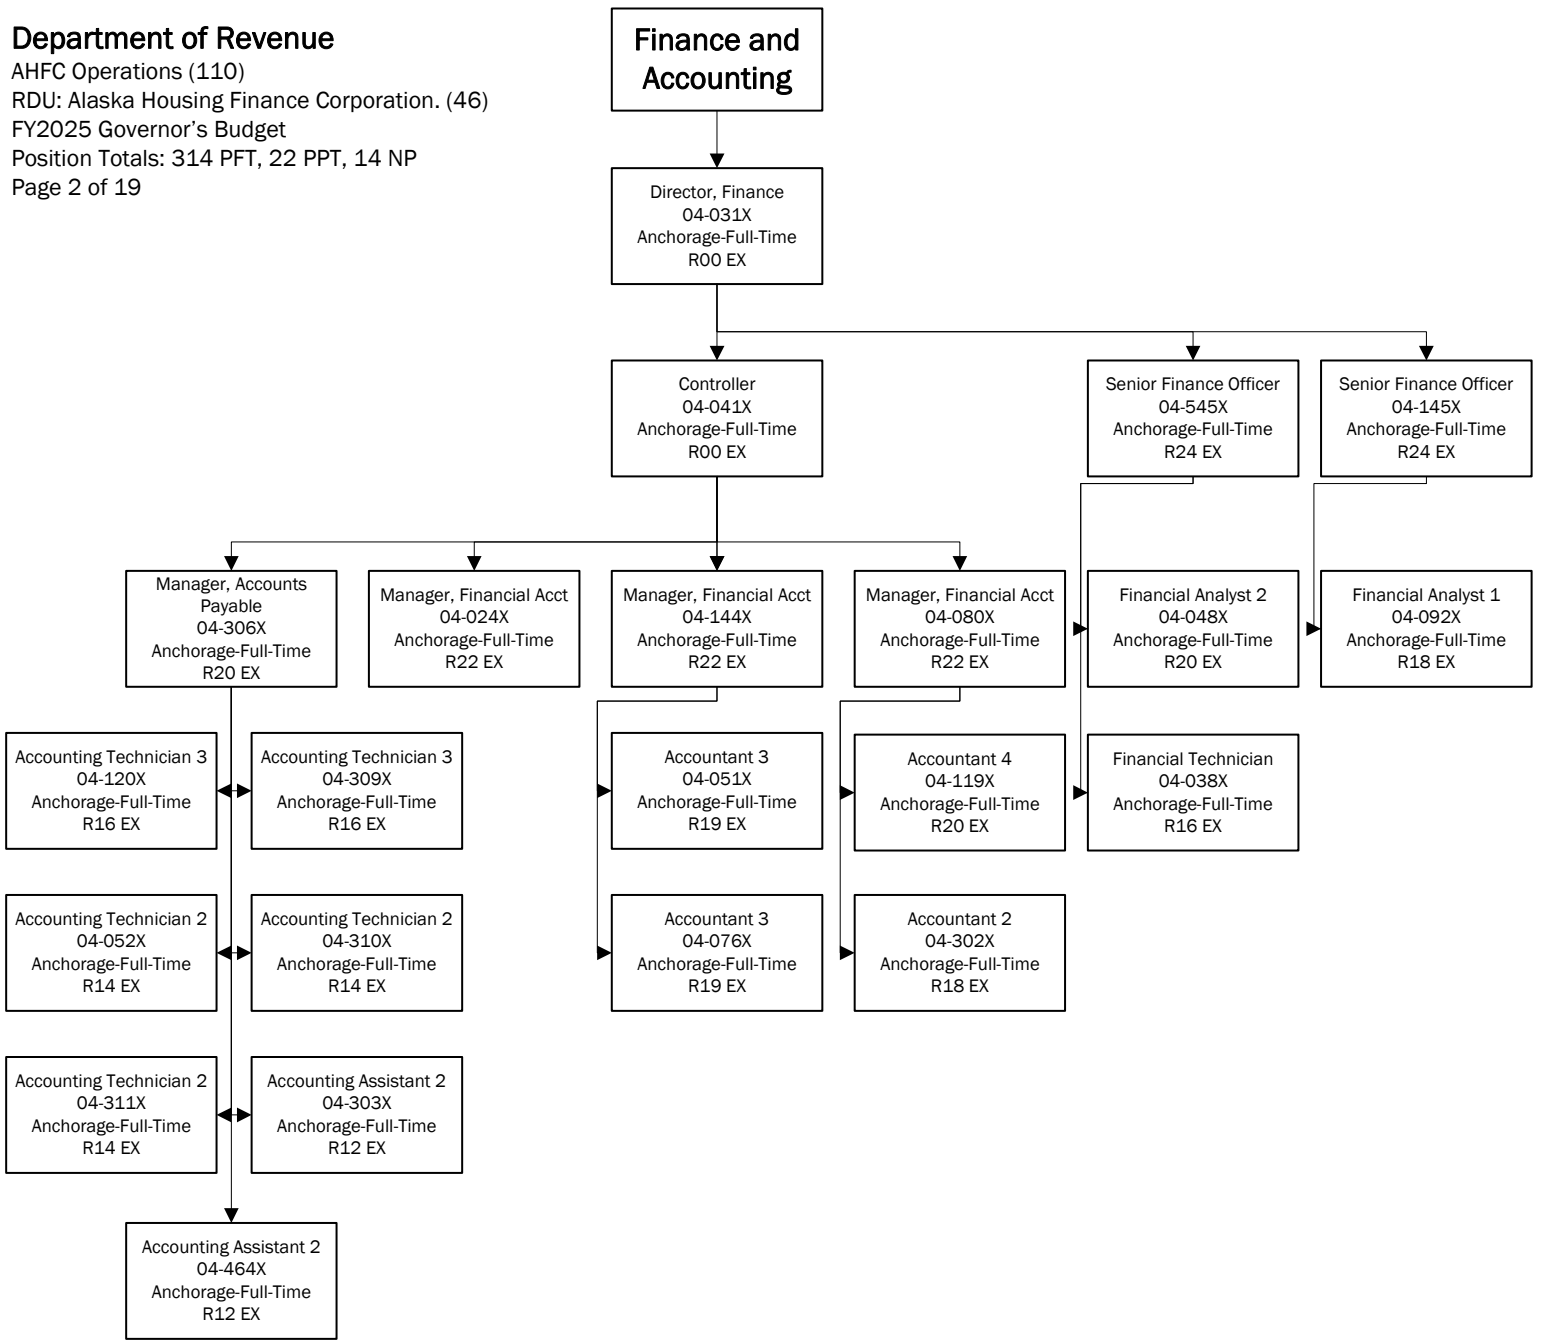 Department of Revenue
AHFC Operations (110)
RDU: Alaska Housing Finance Corporation. (46)
FY2025 Governor’s Budget
Position Totals: 314 PFT, 22 PPT, 14 NP
Page 2 of 19
Finance and
Accounting
Director, Finance
04-031X
Anchorage-Full-Time
R00 EX
Controller
04-041X
Anchorage-Full-Time
R00 EX
Senior Finance Officer
04-545X
Anchorage-Full-Time
R24 EX
Senior Finance Officer
04-145X
Anchorage-Full-Time
R24 EX
Manager, Accounts
Payable
04-306X
Anchorage-Full-Time
R20 EX
Manager, Financial Acct
04-024X
Anchorage-Full-Time
R22 EX
Manager, Financial Acct
04-144X
Anchorage-Full-Time
R22 EX
Manager, Financial Acct
04-080X
Anchorage-Full-Time
R22 EX
Financial Analyst 2
04-048X
Anchorage-Full-Time
R20 EX
Financial Analyst 1
04-092X
Anchorage-Full-Time
R18 EX
Accounting Technician 3
04-120X
Anchorage-Full-Time
R16 EX
Accounting Technician 3
04-309X
Anchorage-Full-Time
R16 EX
Accountant 3
04-051X
Anchorage-Full-Time
R19 EX
Accountant 4
04-119X
Anchorage-Full-Time
R20 EX
Financial Technician
04-038X
Anchorage-Full-Time
R16 EX
Accounting Technician 2
04-052X
Anchorage-Full-Time
R14 EX
Accounting Technician 2
04-310X
Anchorage-Full-Time
R14 EX
Accountant 3
04-076X
Anchorage-Full-Time
R19 EX
Accountant 2
04-302X
Anchorage-Full-Time
R18 EX
Accounting Technician 2
04-311X
Anchorage-Full-Time
R14 EX
Accounting Assistant 2
04-303X
Anchorage-Full-Time
R12 EX
Accounting Assistant 2
04-464X
Anchorage-Full-Time
R12 EX